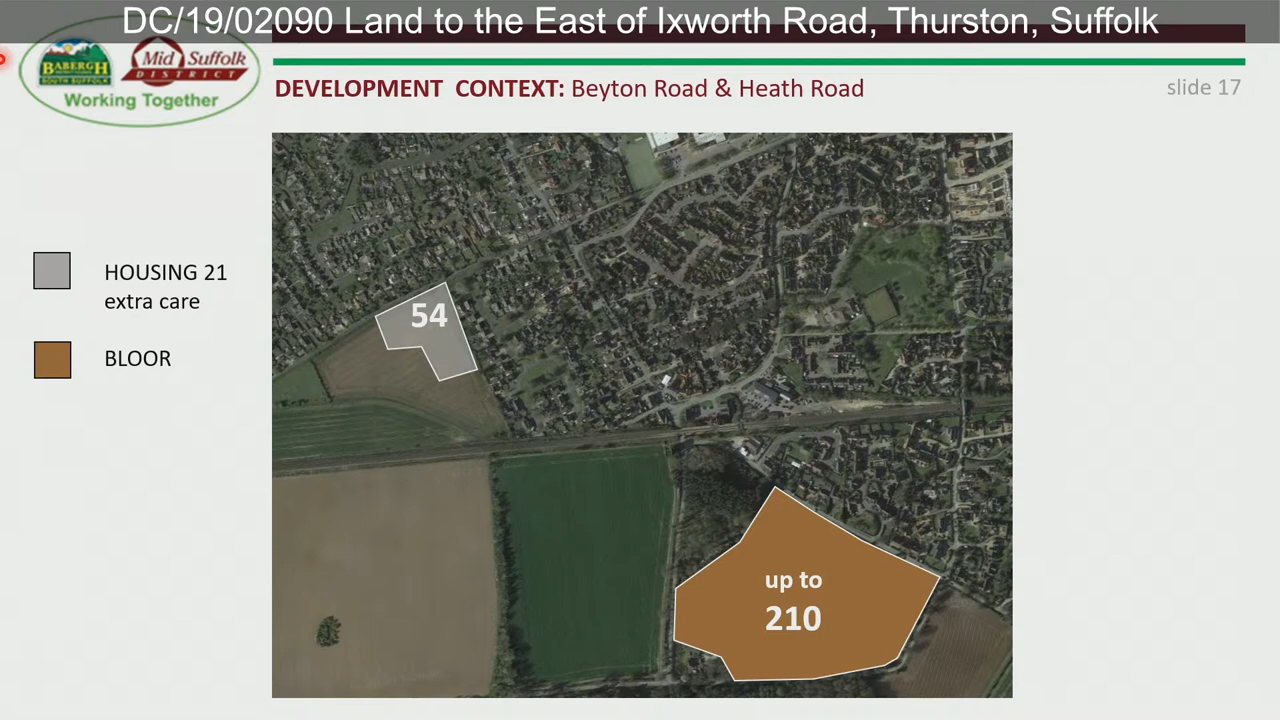 DC/19/02090 Land to the East of Ixworth Road, Thurston, Suffolk
BABERGH
SOUTH SUFFOLK
Mid Suffolk
DISTRICT
Working Together
DEVELOPMENT CONTEXT: Beyton Road & Heath Road
slide 17
HOUSING 21
extra care
BLOOR
54
up to
210